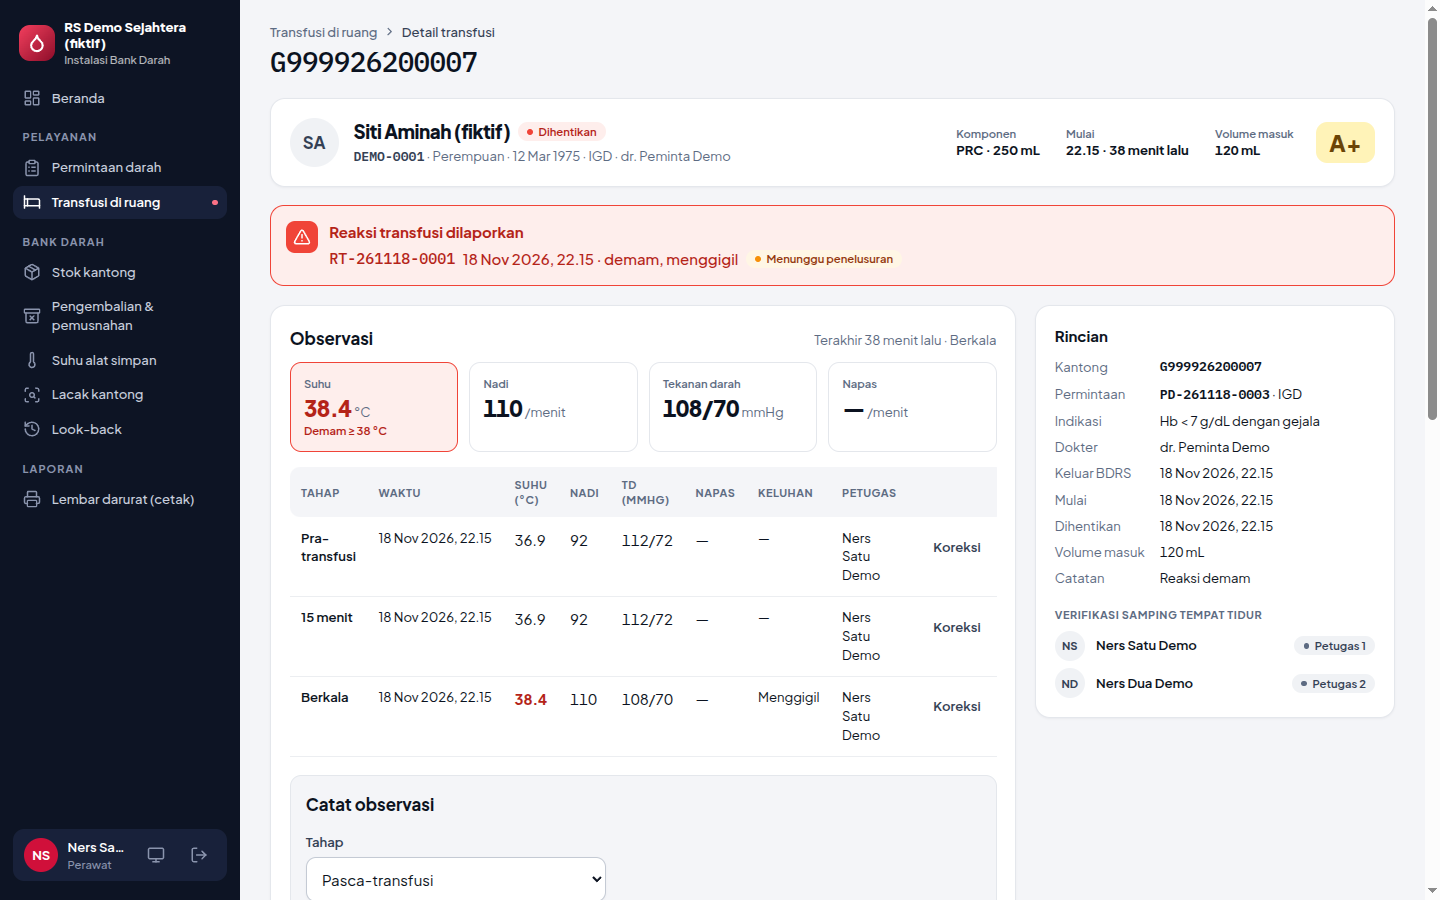 RS Demo Sejahtera
(fiktif)
Instalasi Bank Darah
Beranda
PELAYANAN
Permintaan darah
Transfusi di ruang
BANK DARAH
Stok kantong
Pengembalian &
pemusnahan
Suhu alat simpan
Lacak kantong
Look-back
LAPORAN
Lembar darurat (cetak)
NS
Ners Sa...
Perawat
Transfusi di ruang > Detail transfusi
G999926200007
SA
Siti Aminah (fiktif) Dihentikan
DEMO-0001 · Perempuan · 12 Mar 1975 · IGD · dr. Peminta Demo
Komponen
PRC · 250 mL
Mulai
22.15 · 38 menit lalu
Volume masuk
120 mL
A+
Reaksi transfusi dilaporkan
RT-261118-0001 18 Nov 2026, 22.15 · demam, menggigil Menunggu penelusuran
Observasi
Terakhir 38 menit lalu · Berkala
Suhu
38.4 °C
Demam ≥ 38 °C
Nadi
110 /menit
Tekanan darah
108/70 mmHg
Napas
— /menit
TAHAP WAKTU SUHU (°C) NADI TD (MMHG) NAPAS KELUHAN PETUGAS
Pra-transfusi 18 Nov 2026, 22.15 36.9 92 112/72 — — Ners Satu Demo Koreksi
15 menit 18 Nov 2026, 22.15 36.9 92 112/72 — — Ners Satu Demo Koreksi
Berkala 18 Nov 2026, 22.15 38.4 110 108/70 — Menggigil Ners Satu Demo Koreksi
Catat observasi
Tahap
Pasca-transfusi
Rincian
Kantong G999926200007
Permintaan PD-261118-0003 · IGD
Indikasi Hb < 7 g/dL dengan gejala
Dokter dr. Peminta Demo
Keluar BDRS 18 Nov 2026, 22.15
Mulai 18 Nov 2026, 22.15
Dihentikan 18 Nov 2026, 22.15
Volume masuk 120 mL
Catatan Reaksi demam
VERIFIKASI SAMPING TEMPAT TIDUR
NS Ners Satu Demo Petugas 1
ND Ners Dua Demo Petugas 2